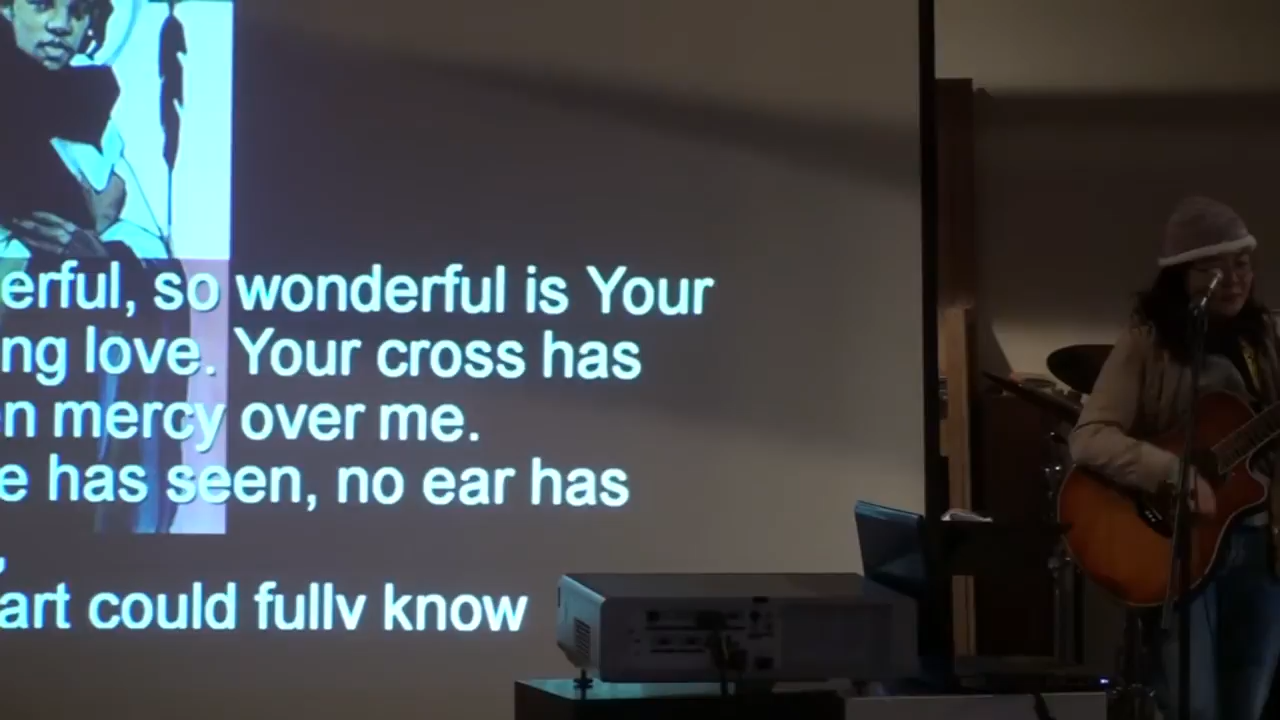 erful, so wonderful is Your
ng love. Your cross has
n mercy over me.
e has seen, no ear has
,
art could fully know